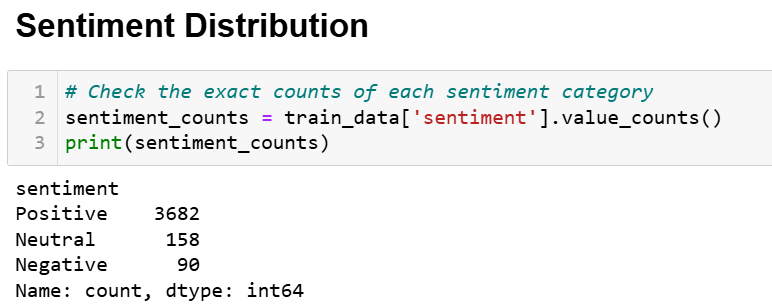 Sentiment Distribution
1 # Check the exact counts of each sentiment category
2 sentiment_counts = train_data['sentiment'].value_counts()
3 print(sentiment_counts)
sentiment
Positive    3682
Neutral      158
Negative      90
Name: count, dtype: int64